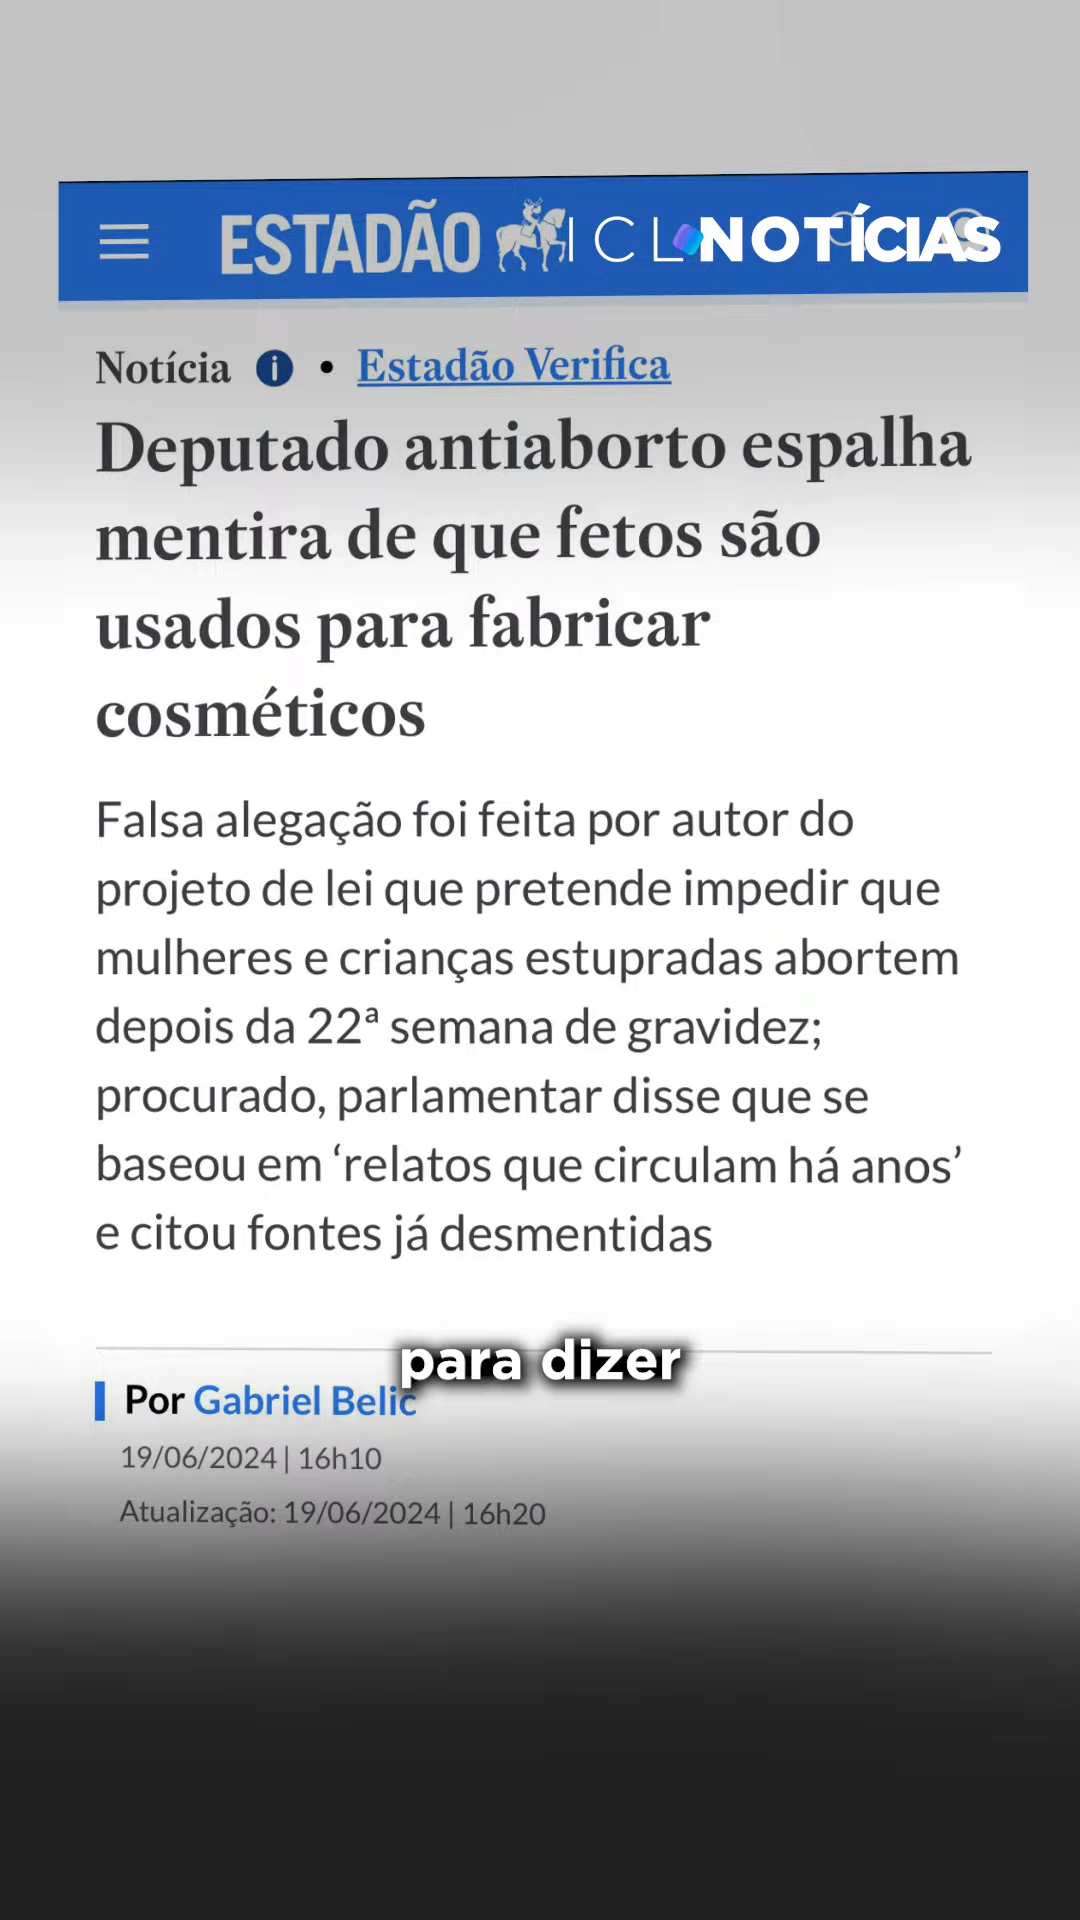 ESTADÃO
ICL NOTÍCIAS
Notícia i • Estadão Verifica
Deputado antiaborto espalha
mentira de que fetos são
usados para fabricar
cosméticos
Falsa alegação foi feita por autor do
projeto de lei que pretende impedir que
mulheres e crianças estupradas abortem
depois da 22ª semana de gravidez;
procurado, parlamentar disse que se
baseou em ‘relatos que circulam há anos’
e citou fontes já desmentidas
para dizer
Por Gabriel Belic
19/06/2024 | 16h10
Atualização: 19/06/2024 | 16h20